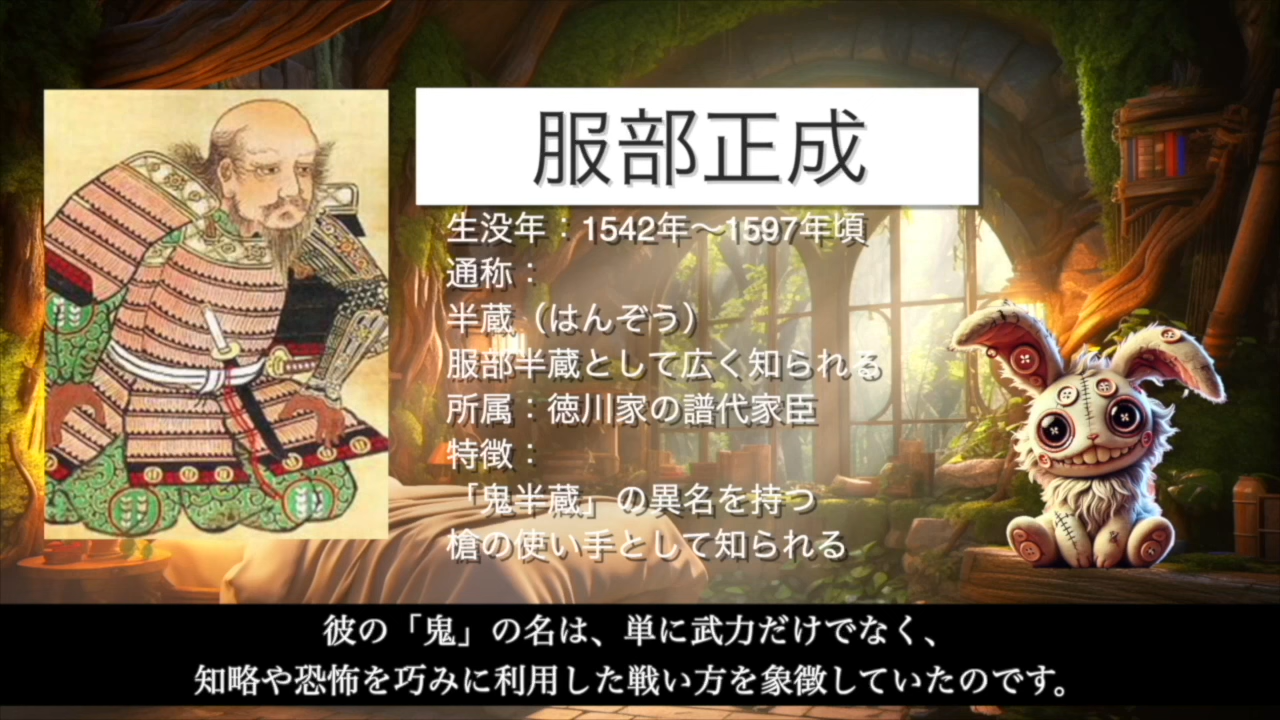 服部正成
生没年：1542年〜1597年頃
通称：
半蔵（はんぞう）
服部半蔵として広く知られる
所属：徳川家の譜代家臣
特徴：
「鬼半蔵」の異名を持つ
槍の使い手として知られる
彼の「鬼」の名は、単に武力だけでなく、
知略や恐怖を巧みに利用した戦い方を象徴していたのです。